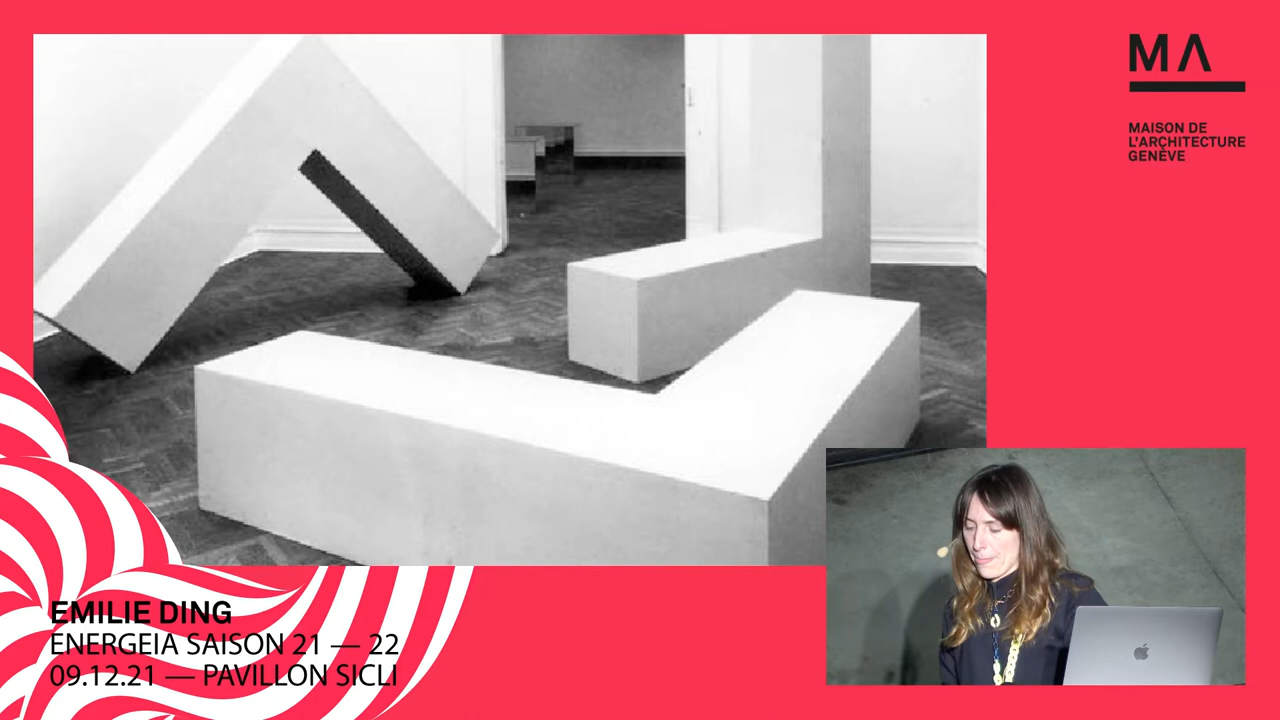 MA
MAISON DE
L'ARCHITECTURE
GENÈVE
EMILIE DING
ENERGEIA SAISON 21 — 22
09.12.21 — PAVILLON SICLI